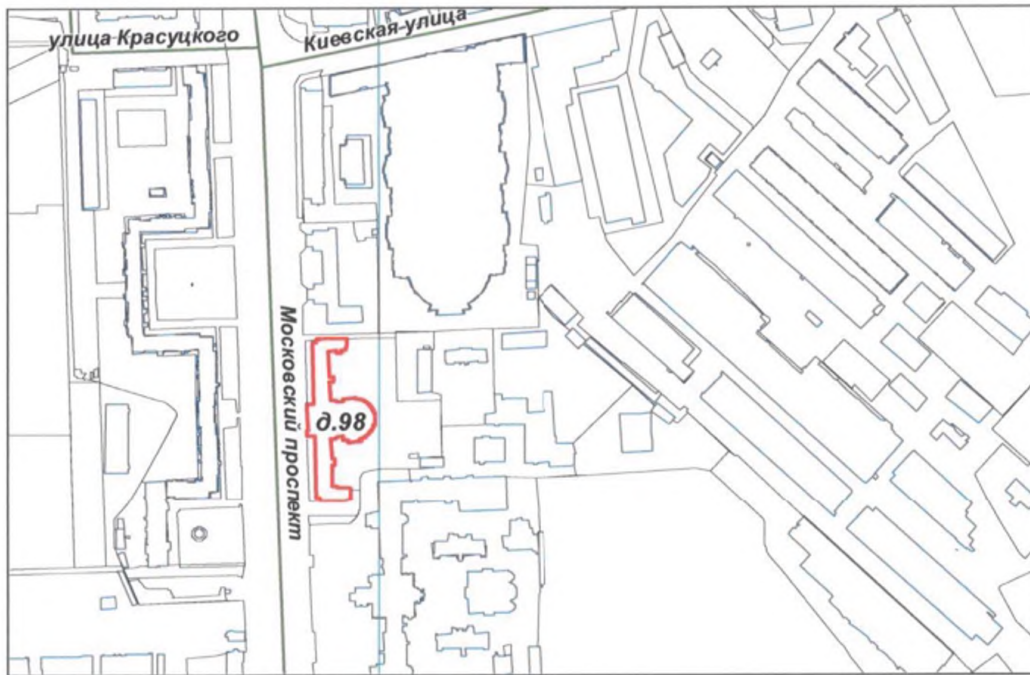 улица Красуцкого
Киевская улица
Московский проспект
д.98